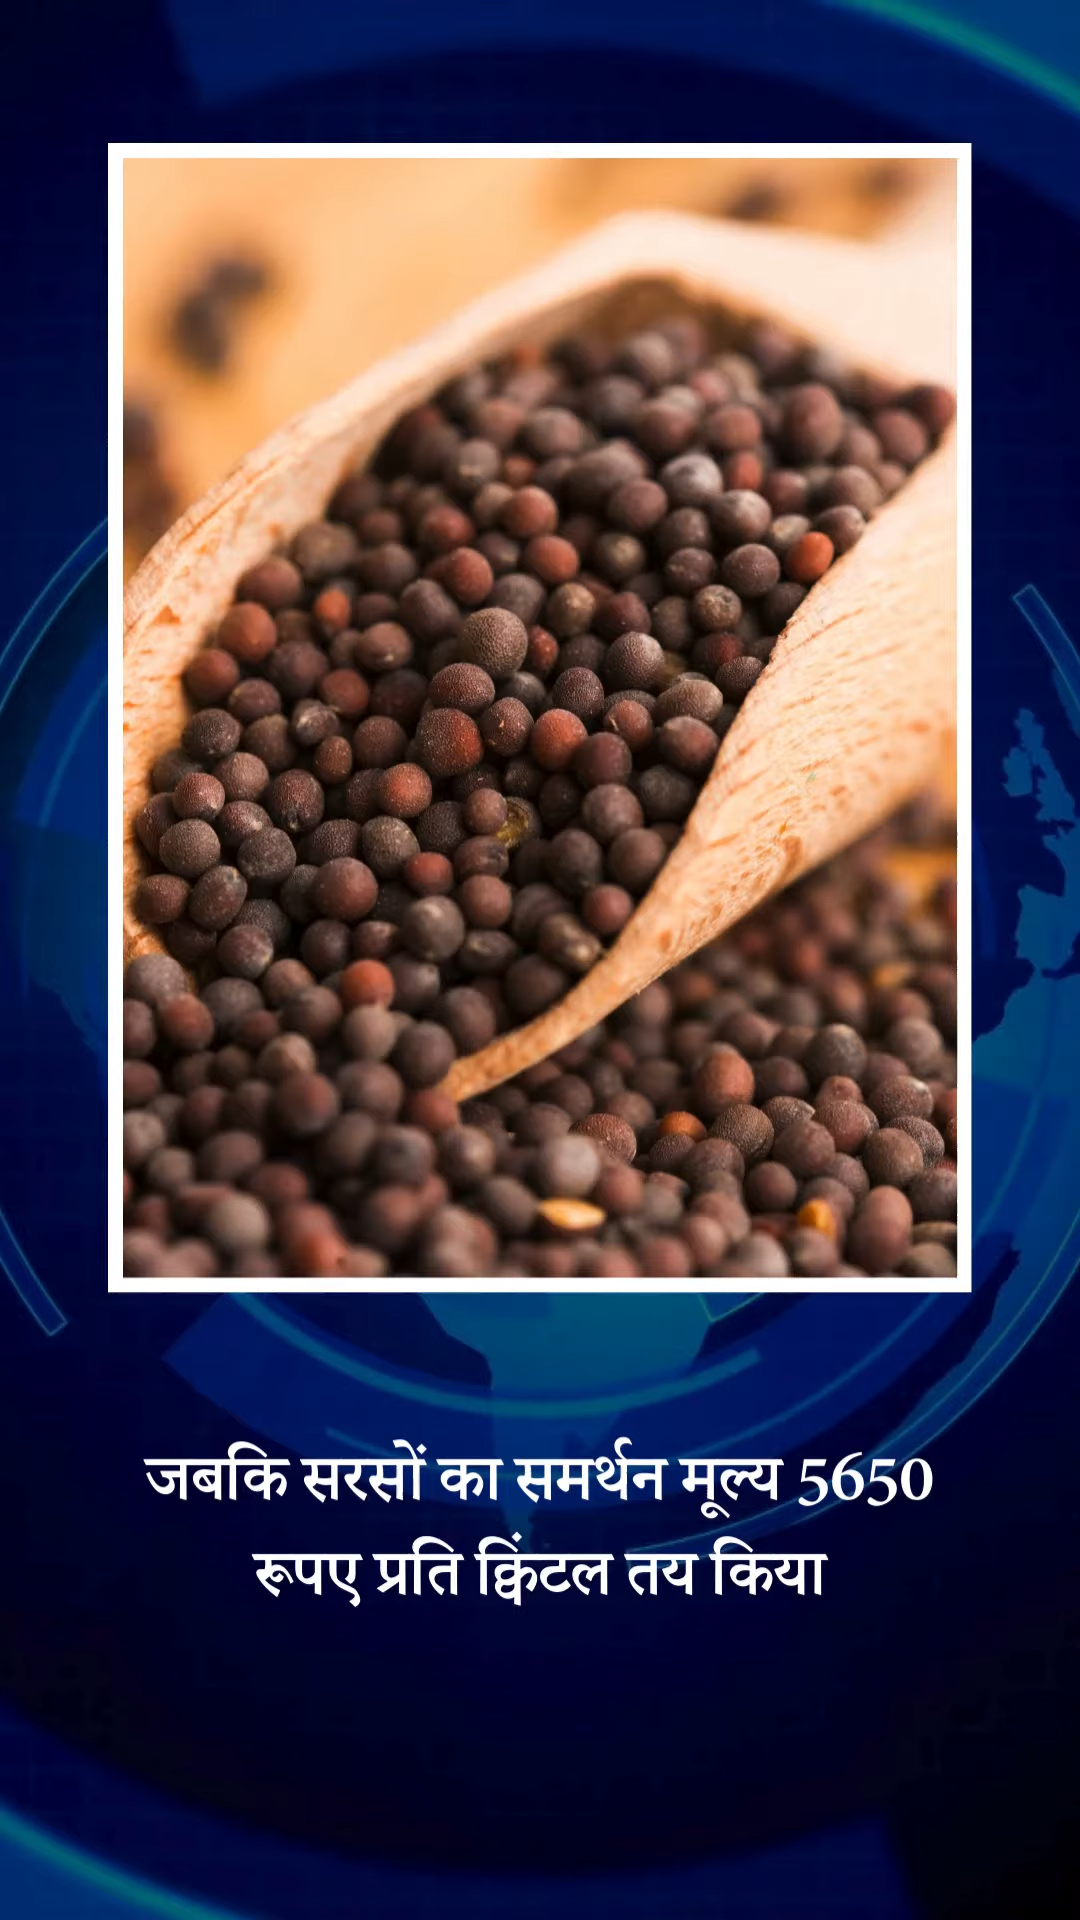 जबकि सरसों का समर्थन मूल्य 5650
रूपए प्रति क्विंटल तय किया